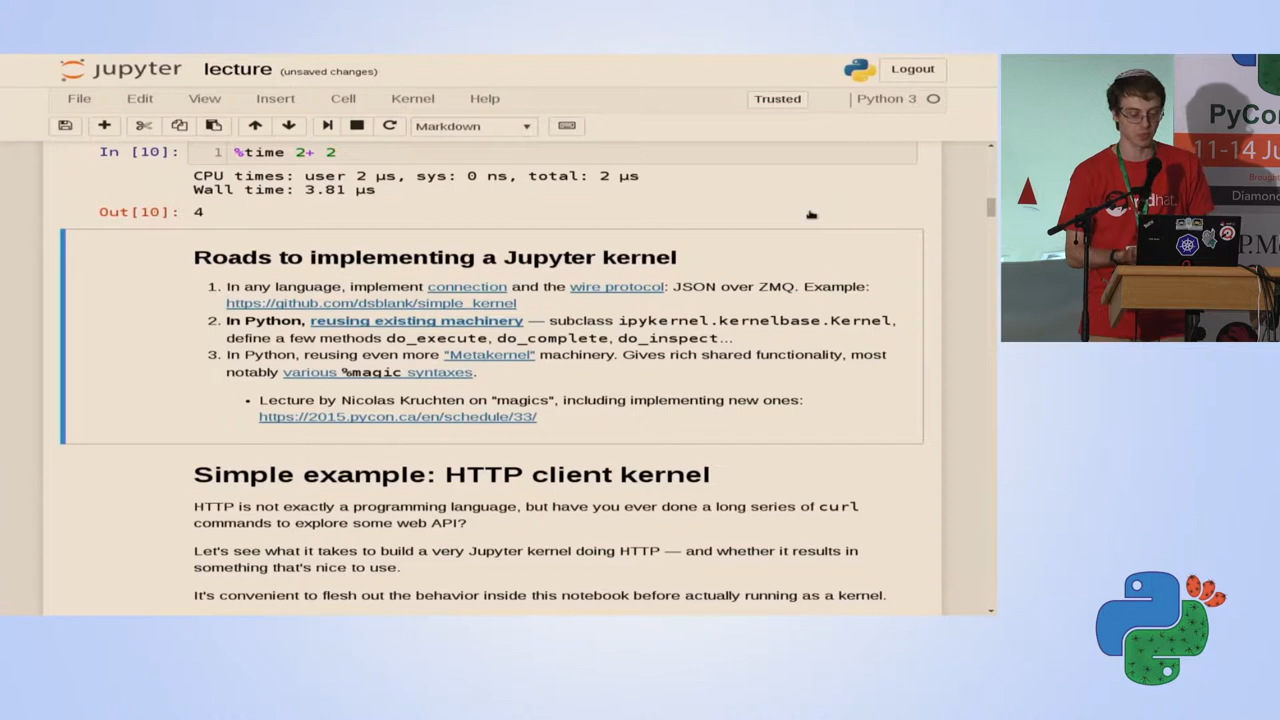 jupyter lecture (unsaved changes) Logout
File Edit View Insert Cell Kernel Help Trusted Python 3
Markdown
In [10]: 1 %time 2+ 2
CPU times: user 2 µs, sys: 0 ns, total: 2 µs
Wall time: 3.81 µs
Out[10]: 4
Roads to implementing a Jupyter kernel
1. In any language, implement connection and the wire protocol: JSON over ZMQ. Example:
https://github.com/dsblank/simple_kernel
2. In Python, reusing existing machinery — subclass ipykernel.kernelbase.Kernel,
define a few methods do_execute, do_complete, do_inspect…
3. In Python, reusing even more "Metakernel" machinery. Gives rich shared functionality, most
notably various %magic syntaxes.
• Lecture by Nicolas Kruchten on "magics", including implementing new ones:
https://2015.pycon.ca/en/schedule/33/
Simple example: HTTP client kernel
HTTP is not exactly a programming language, but have you ever done a long series of curl
commands to explore some web API?
Let's see what it takes to build a very Jupyter kernel doing HTTP — and whether it results in
something that's nice to use.
It's convenient to flesh out the behavior inside this notebook before actually running as a kernel.
PyCon
11-14 Ju
Diamond
P.M